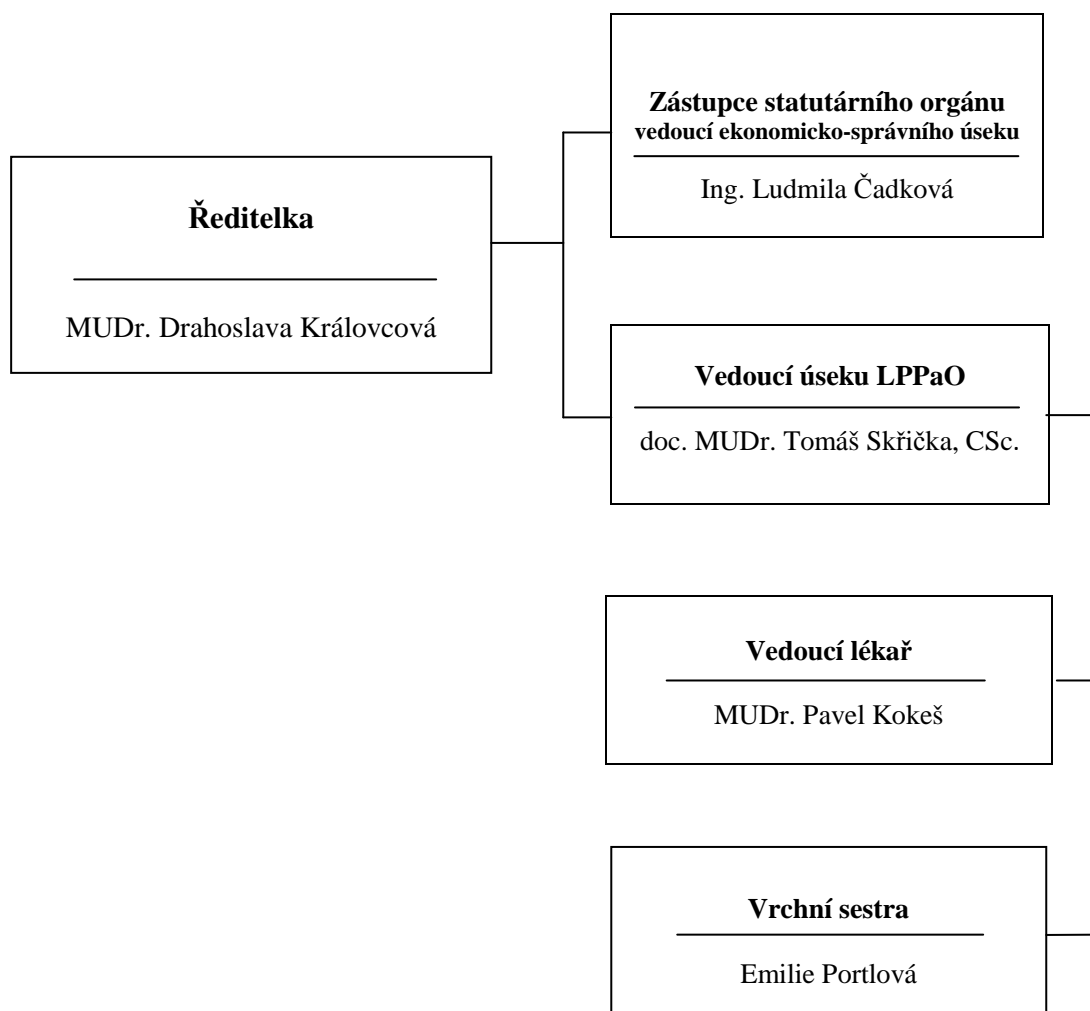 Zástupce statutárního orgánu
vedoucí ekonomicko-správního úseku
Ing. Ludmila Čadková
Ředitelka
MUDr. Drahoslava Královcová
Vedoucí úseku LPPaO
doc. MUDr. Tomáš Skřička, CSc.
Vedoucí lékař
MUDr. Pavel Kokeš
Vrchní sestra
Emilie Portlová